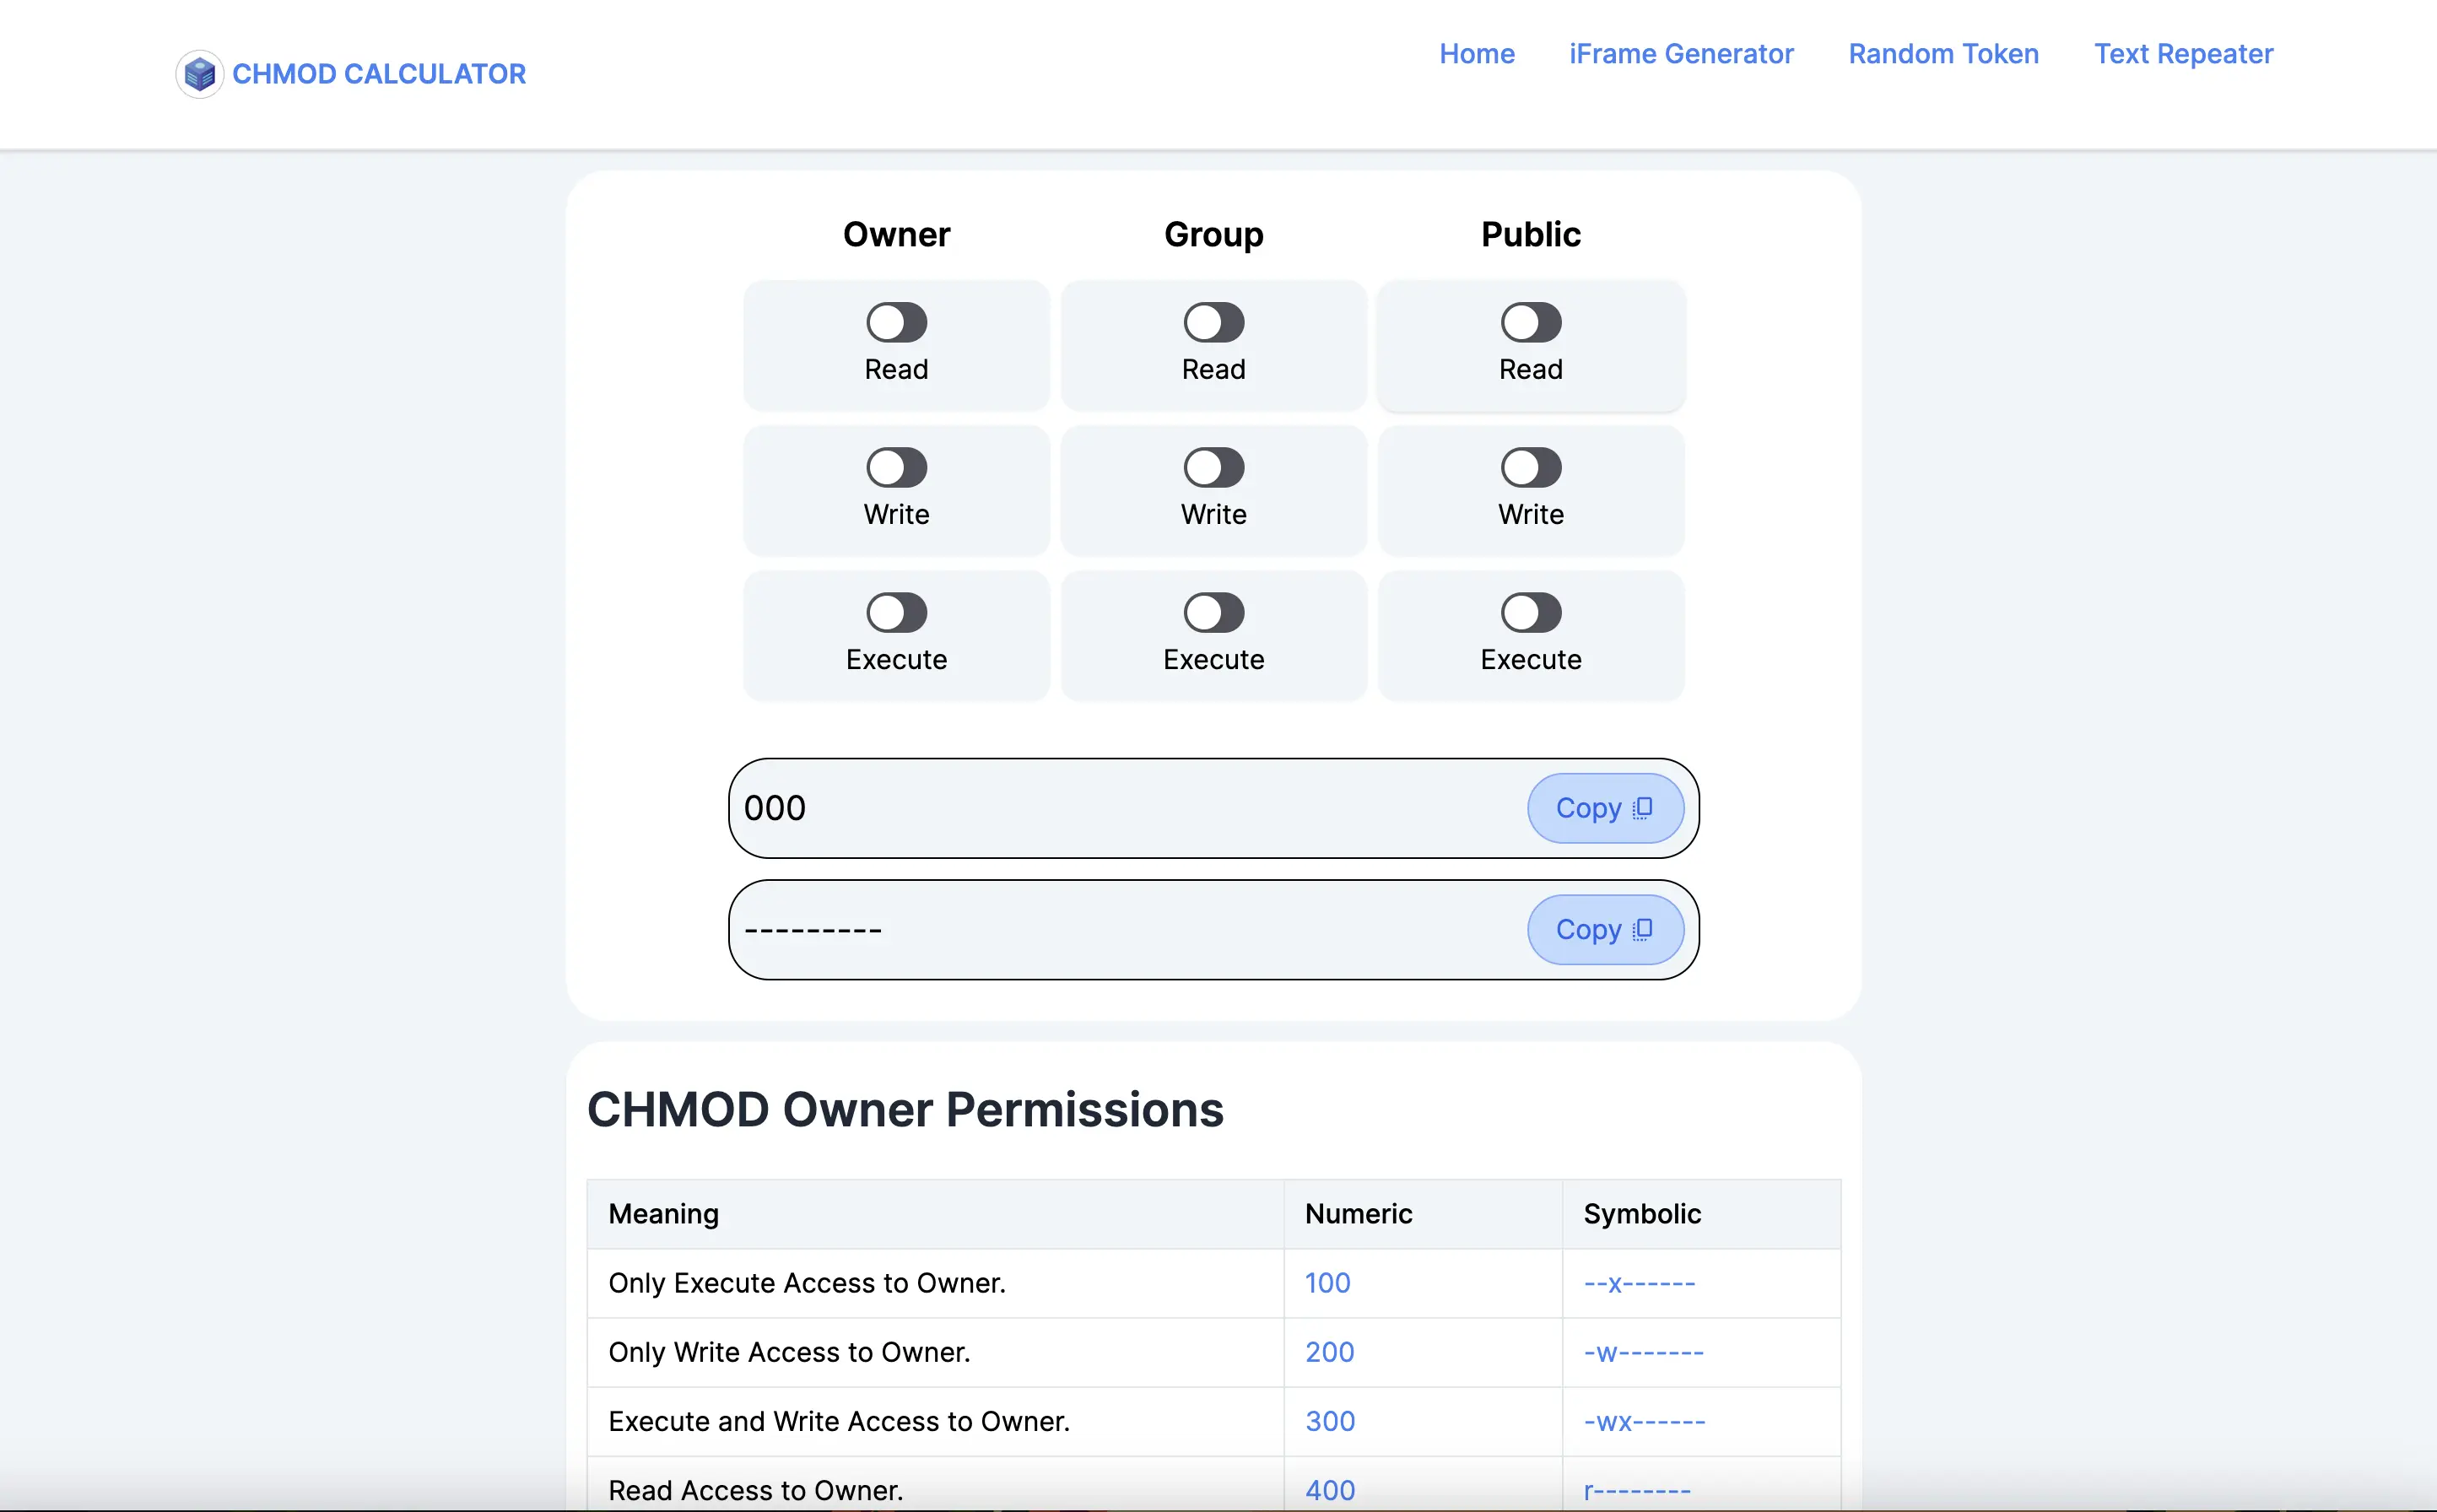 CHMOD CALCULATOR
Home iFrame Generator Random Token Text Repeater
Owner Group Public
Read Read Read
Write Write Write
Execute Execute Execute
000 Copy
--------- Copy
CHMOD Owner Permissions
Meaning Numeric Symbolic
Only Execute Access to Owner. 100 --x------
Only Write Access to Owner. 200 -w-------
Execute and Write Access to Owner. 300 -wx------
Read Access to Owner. 400 r--------